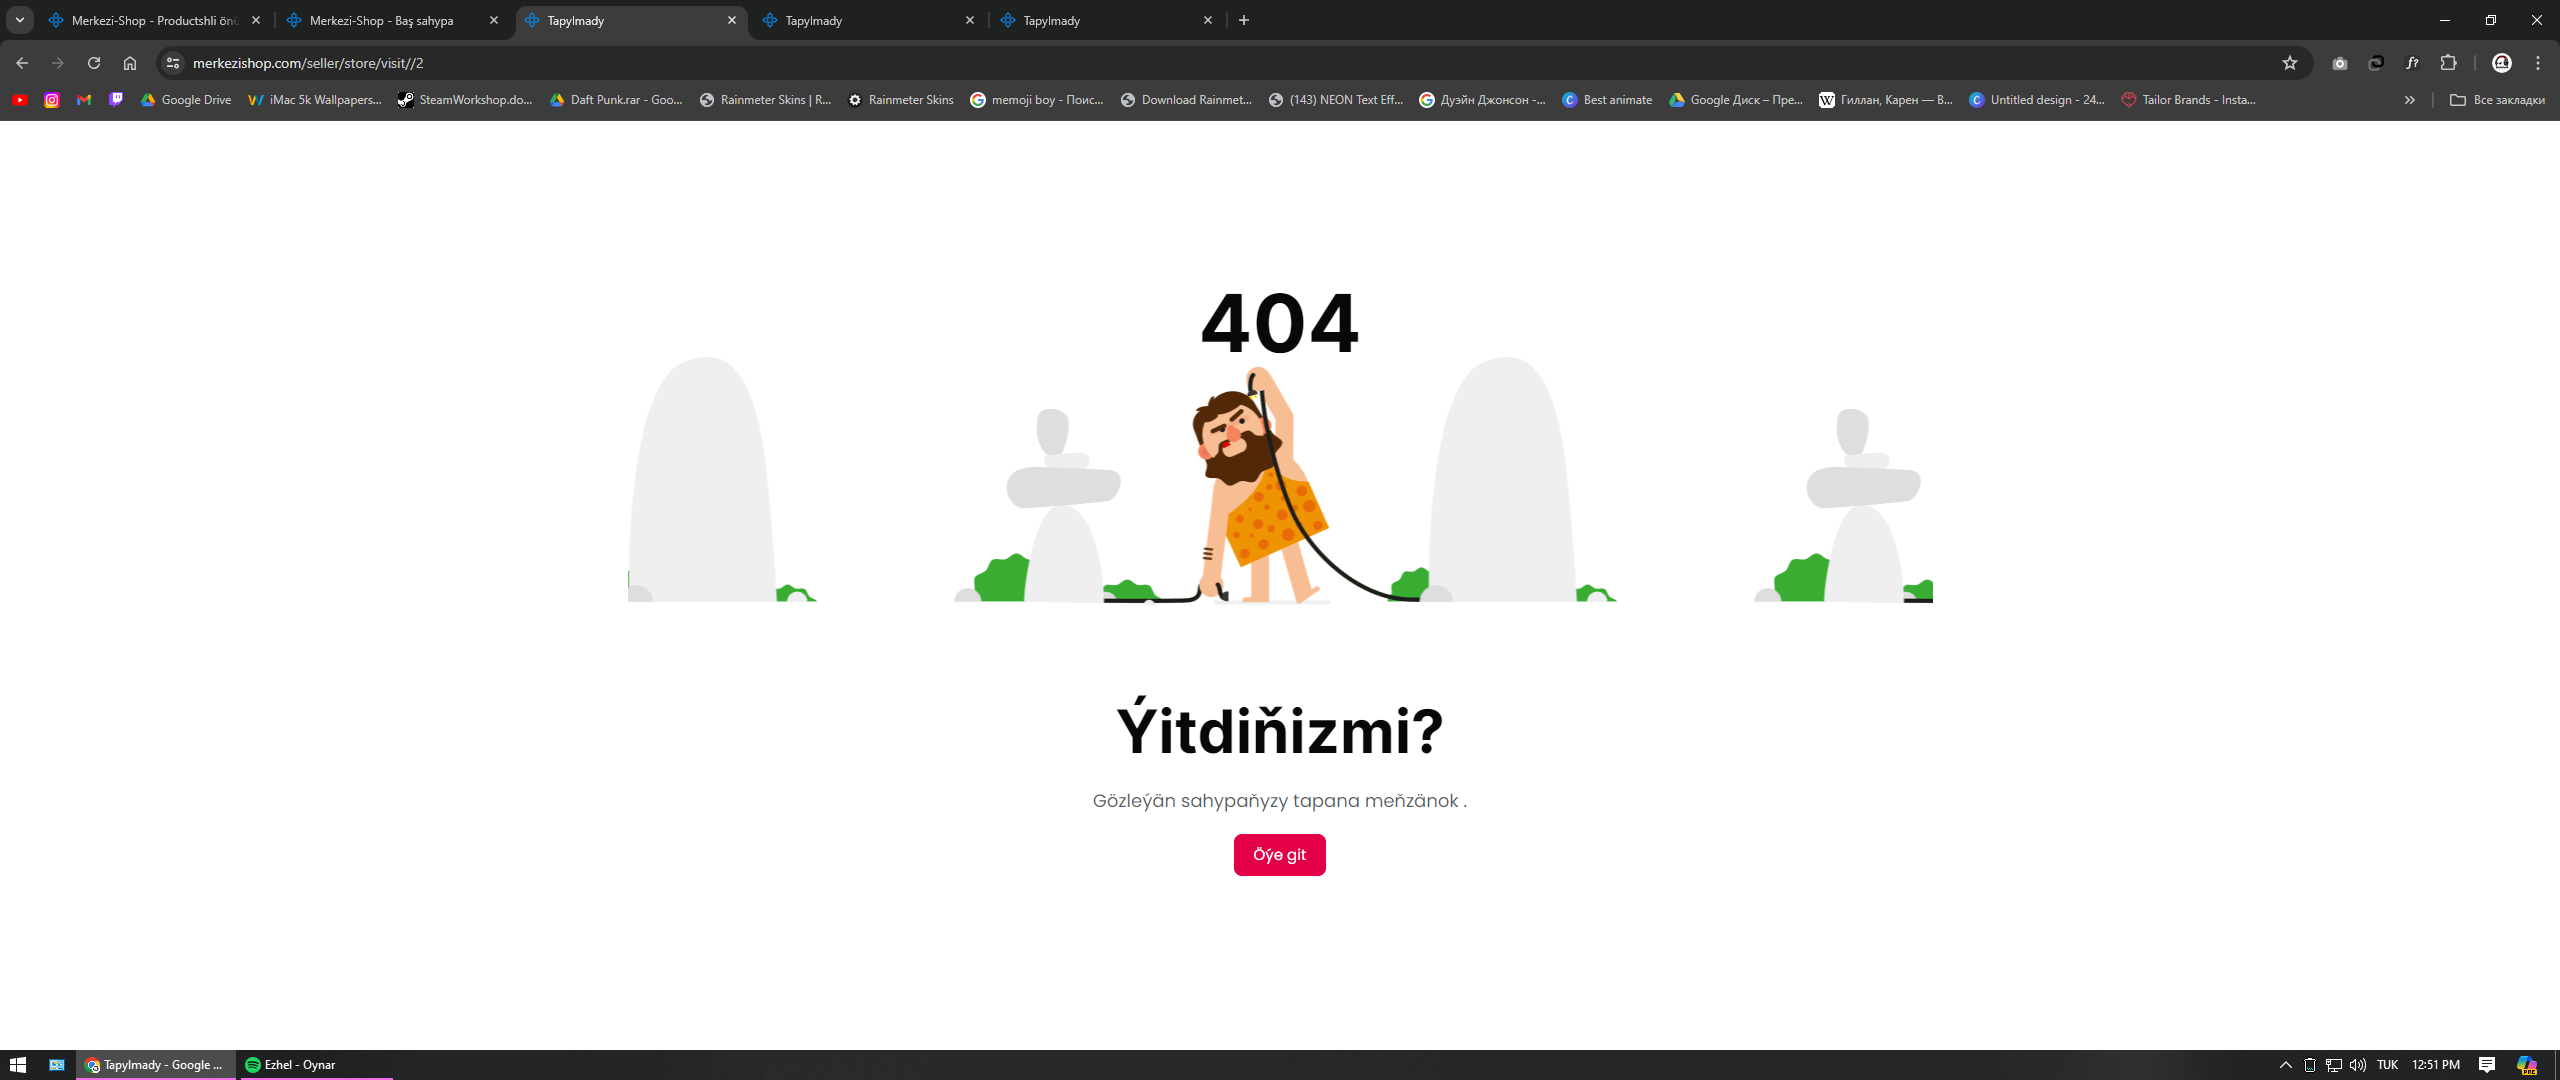 Merkezi-Shop - Productshli önü
Merkezi-Shop - Baş sahypa
Tapylmady
Tapylmady
Tapylmady
merkezishop.com/seller/store/visit//2
Google Drive
iMac 5k Wallpapers...
SteamWorkshop.do...
Daft Punk.rar - Goo...
Rainmeter Skins | R...
Rainmeter Skins
memoji boy - Поис...
Download Rainmet...
(143) NEON Text Eff...
Дуэйн Джонсон -...
Best animate
Google Диск – Пре...
Гиллан, Карен — В...
Untitled design - 24...
Tailor Brands - Insta...
Все закладки
404
Ýitdiňizmi?
Gözleýän sahypaňyzy tapana meňzänok .
Öýe git
Tapylmady - Google ...
Ezhel - Oynar
TUK
12:51 PM